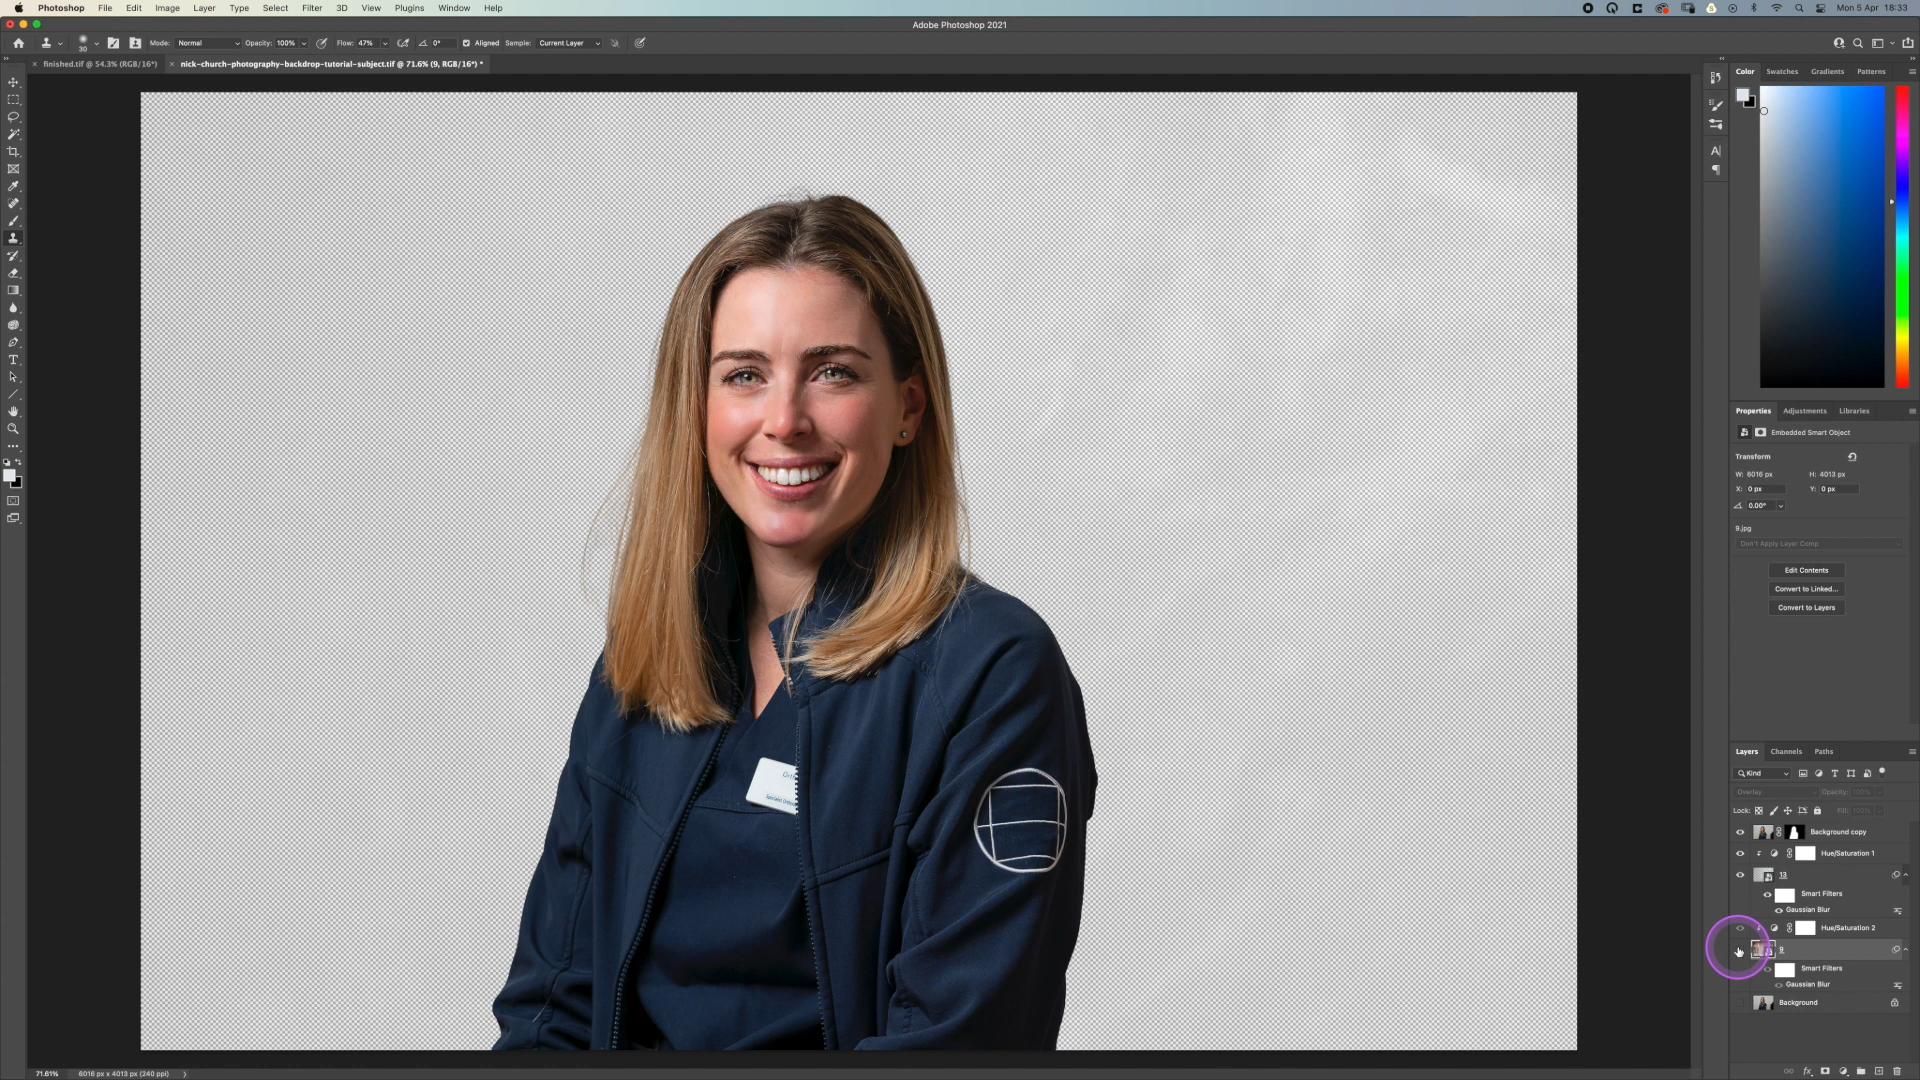 Photoshop File Edit Image Layer Type Select Filter 3D View Plugins Window Help Mon 5 Apr 18:33
Adobe Photoshop 2021
30 Mode: Normal Opacity: 100% Flow: 47% 0° Aligned Sample: Current Layer
× finished.tif @ 54.3% (RGB/16*) × nick-church-photography-backdrop-tutorial-subject.tif @ 71.6% (9, RGB/16*) *
Color Swatches Gradients Patterns
Properties Adjustments Libraries
Embedded Smart Object
Transform
W: 6016 px H: 4013 px
X: 0 px Y: 0 px
0.00°
9.jpg
Don't Apply Layer Comp
Edit Contents
Convert to Linked...
Convert to Layers
Layers Channels Paths
Kind
Overlay Opacity: 100%
Lock: Fill: 100%
Background copy
Hue/Saturation 1
13
Smart Filters
Gaussian Blur
Hue/Saturation 2
9
Smart Filters
Gaussian Blur
Background
71.61% 6016 px x 4013 px (240 ppi)